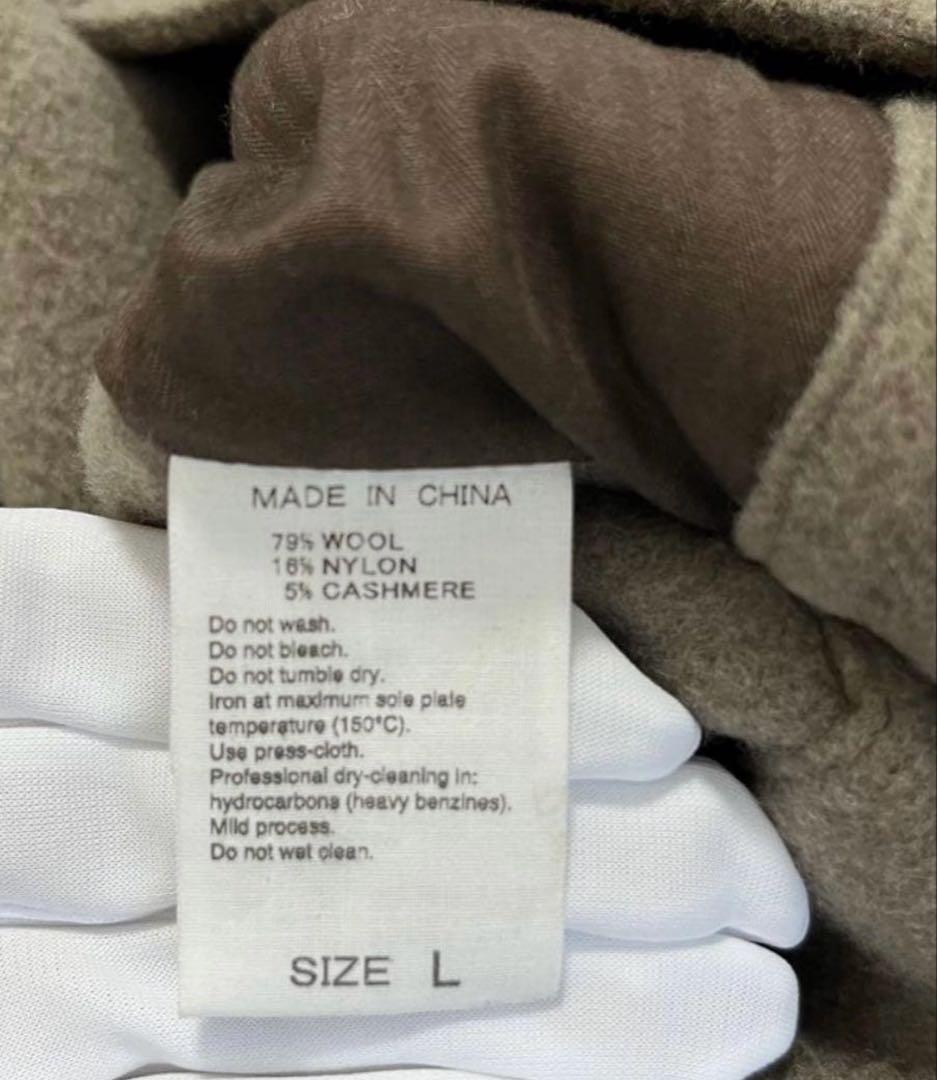 MADE IN CHINA
79% WOOL
16% NYLON
5% CASHMERE
Do not wash.
Do not bleach.
Do not tumble dry.
Iron at maximum sole plate
temperature (150°C).
Use press-cloth.
Professional dry-cleaning in:
hydrocarbons (heavy benzines).
Mild process.
Do not wet clean.
SIZE L